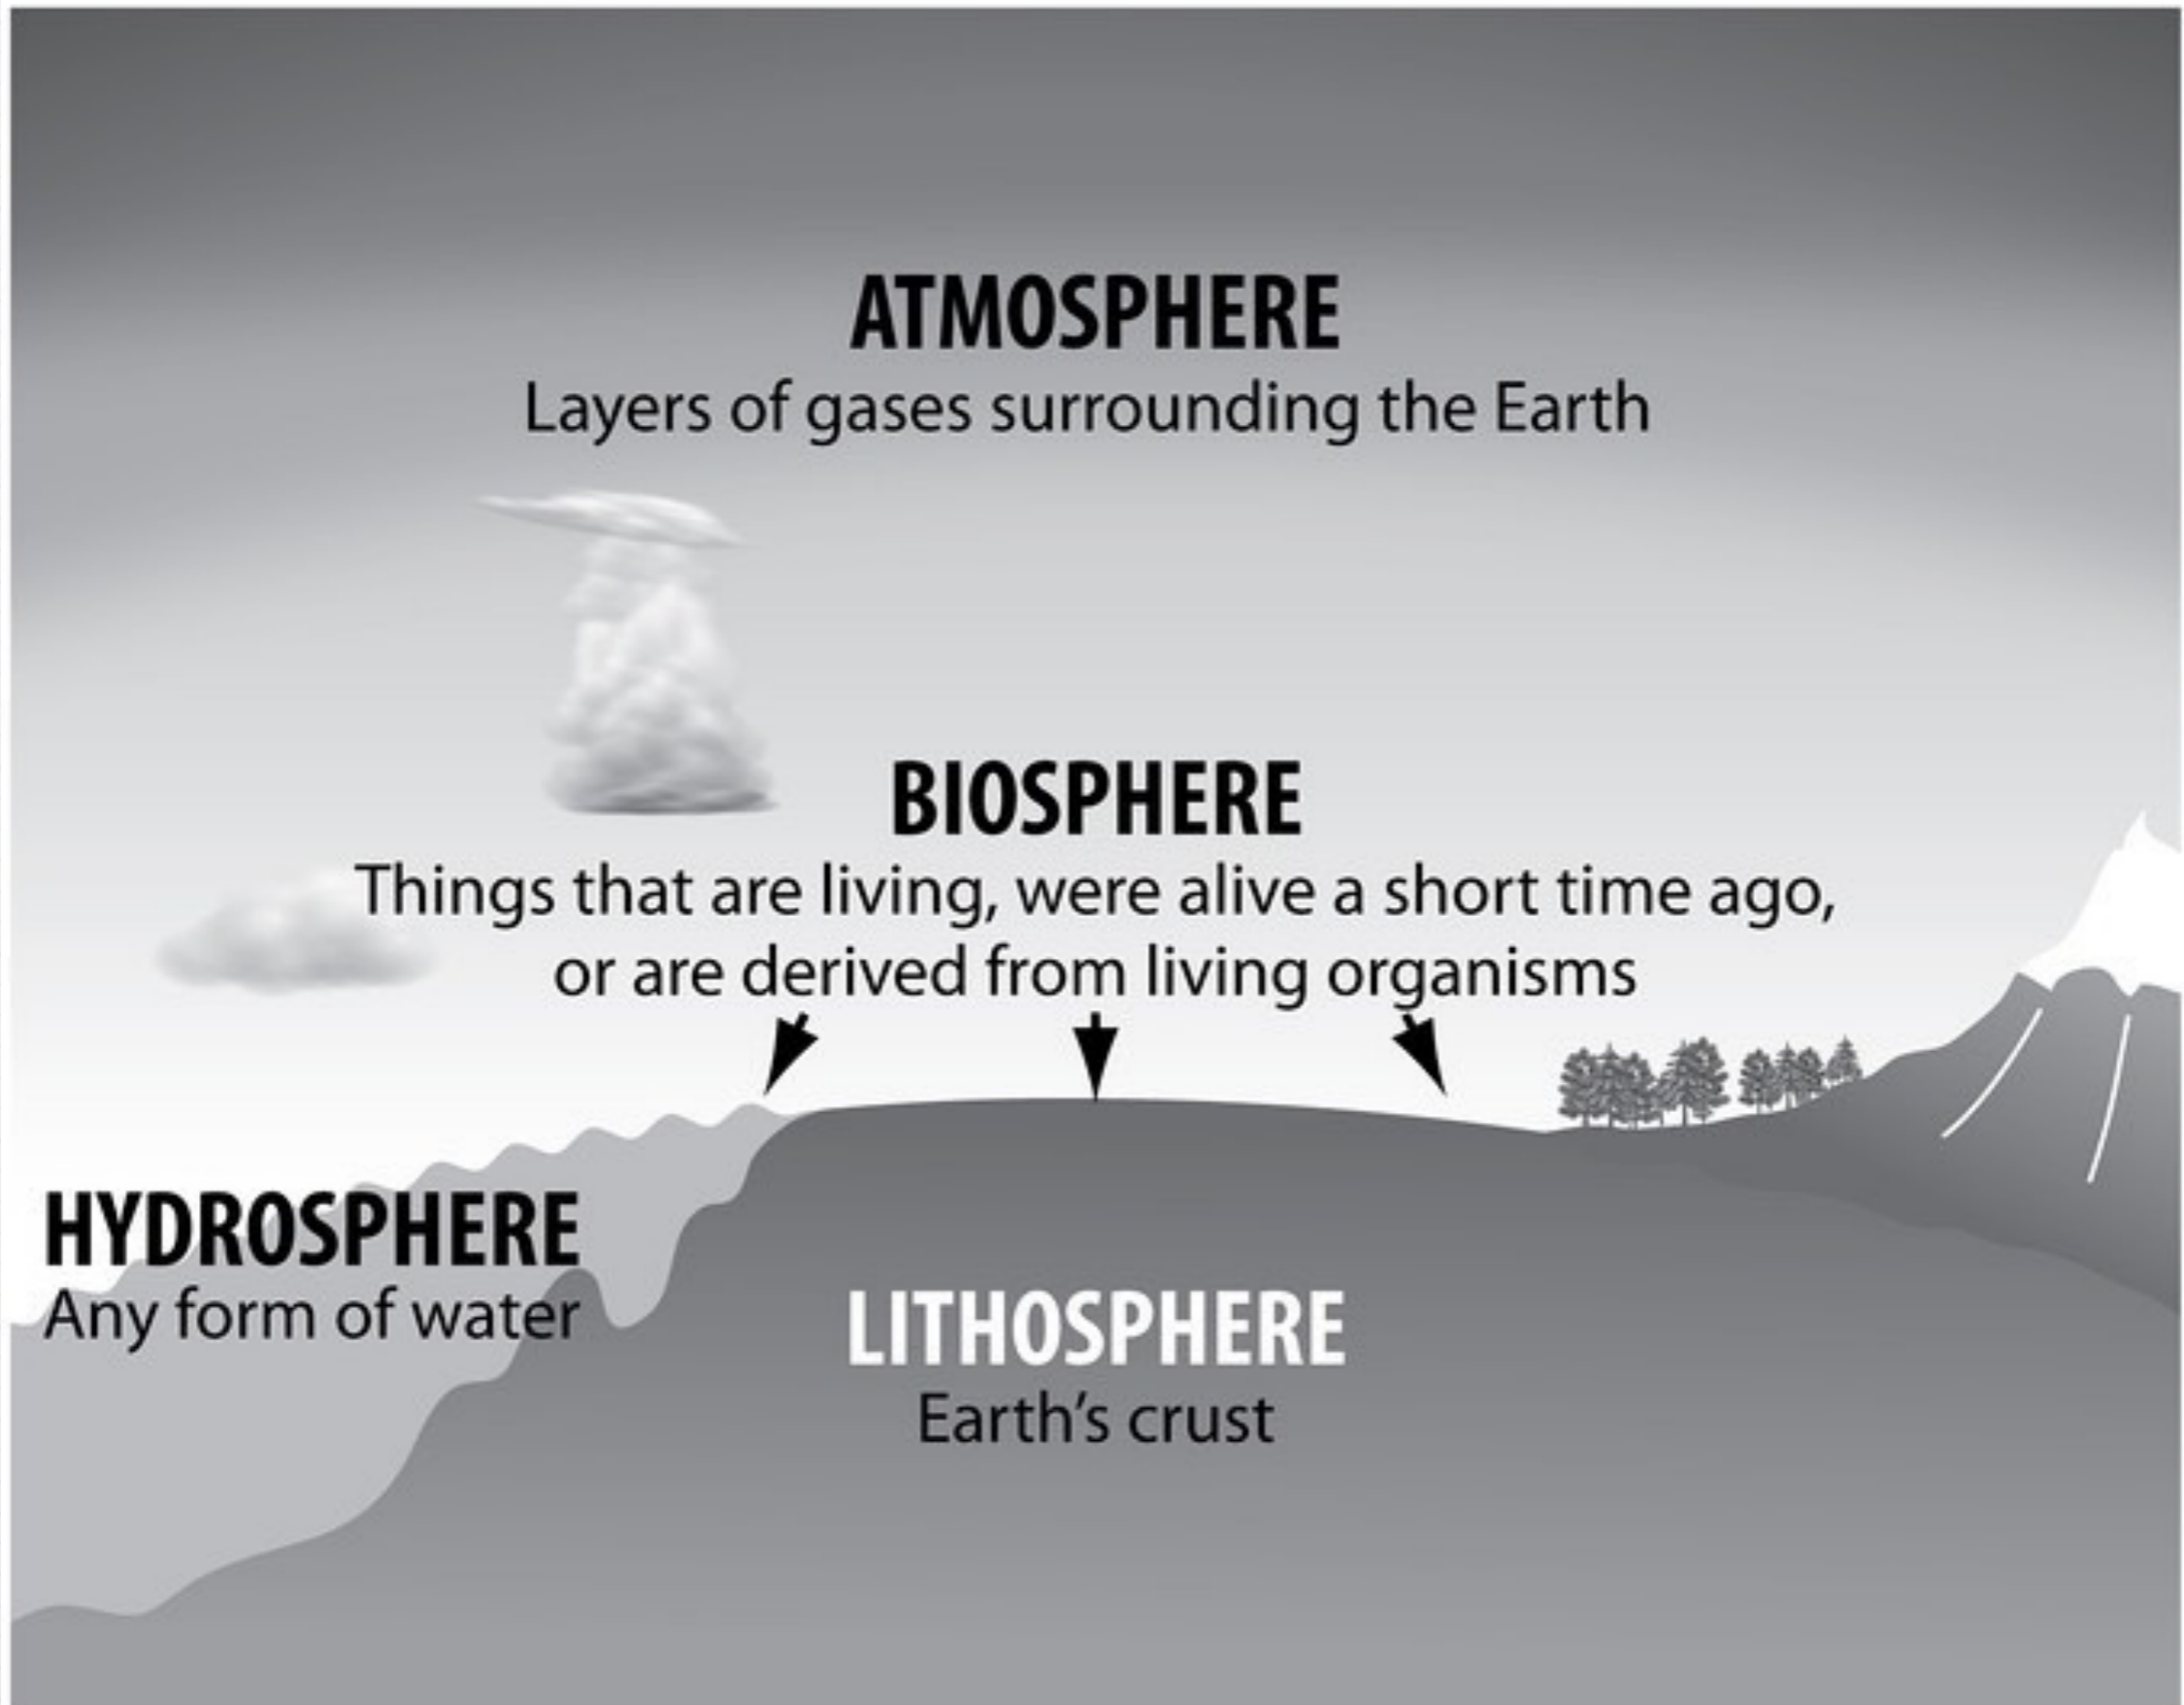 ATMOSPHERE
Layers of gases surrounding the Earth
BIOSPHERE
Things that are living, were alive a short time ago,
or are derived from living organisms
HYDROSPHERE
Any form of water
LITHOSPHERE
Earth’s crust